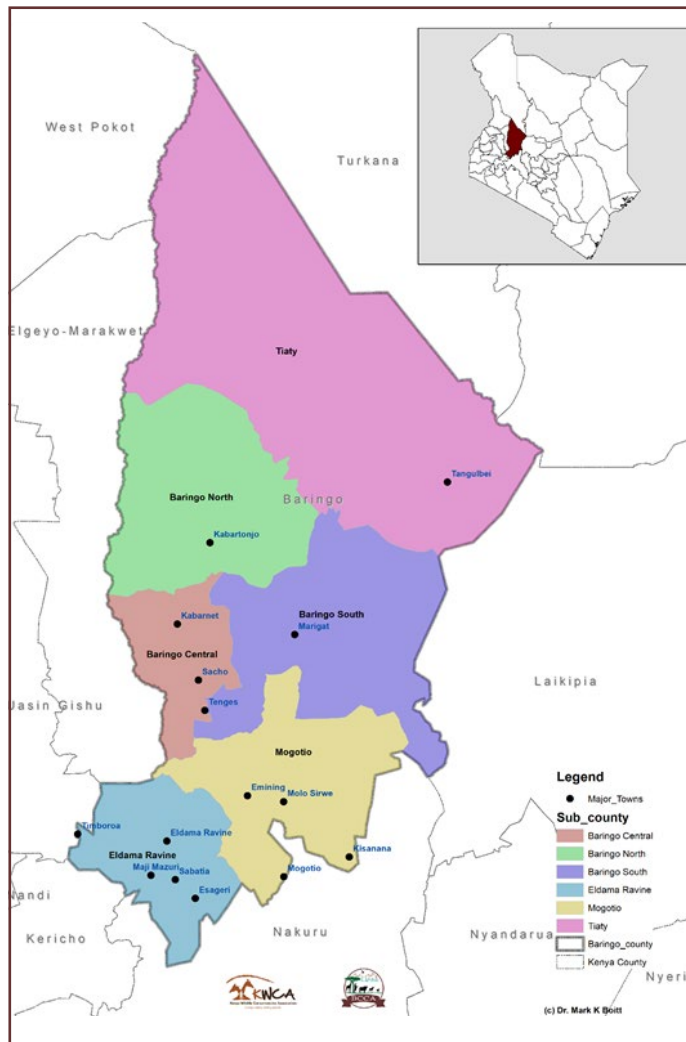 West Pokot
Turkana
Elgeyo-Marakwet
Tiaty
Tangulbei
Baringo North
Baringo
Kabartonjo
Kabarnet
Baringo South
Marigat
Baringo Central
Sacho
Tenges
Laikipia
Uasin Gishu
Mogotio
Emining
Molo Sirwe
Timboroa
Eldama Ravine
Kisanana
Eldama Ravine
Maji Mazuri
Sabatia
Mogotio
Esageri
Nandi
Kericho
Nakuru
Nyandarua
Nyeri
Legend
Major_Towns
Sub_county
Baringo Central
Baringo North
Baringo South
Eldama Ravine
Mogotio
Tiaty
Baringo_county
Kenya County
KWCA
BCCA
(c) Dr. Mark K Boitt